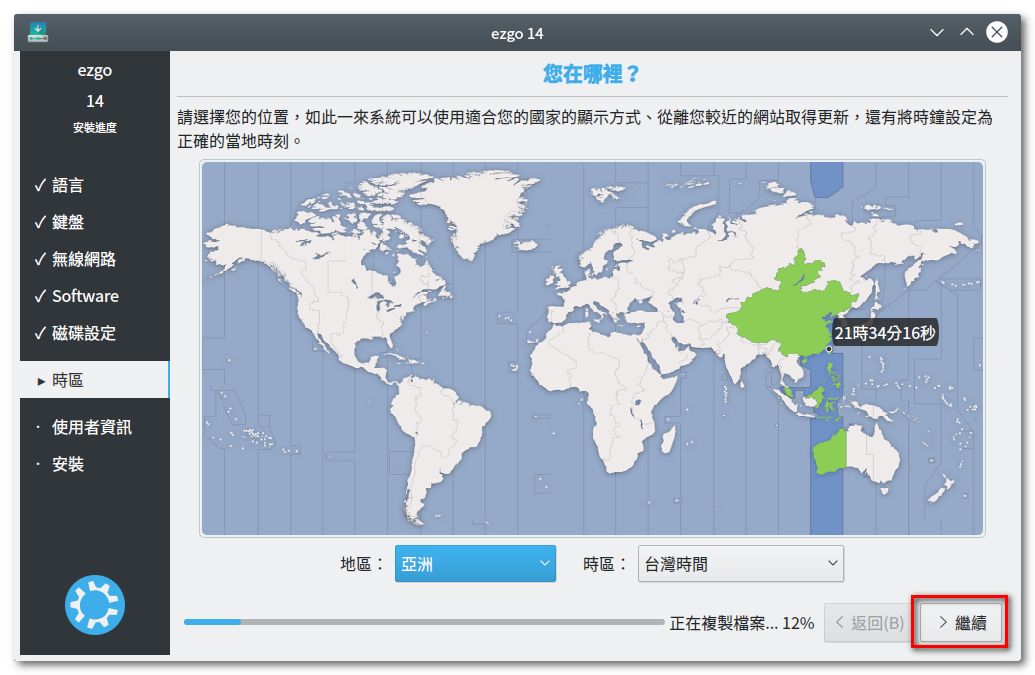 ezgo 14
ezgo
14
安裝進度
✓ 語言
✓ 鍵盤
✓ 無線網路
✓ Software
✓ 磁碟設定
▸ 時區
· 使用者資訊
· 安裝
您在哪裡？
請選擇您的位置，如此一來系統可以使用適合您的國家的顯示方式、從離您較近的網站取得更新，還有將時鐘設定為
正確的當地時刻。
21時34分16秒
地區： 亞洲 時區： 台灣時間
正在複製檔案... 12% 返回(B) 繼續